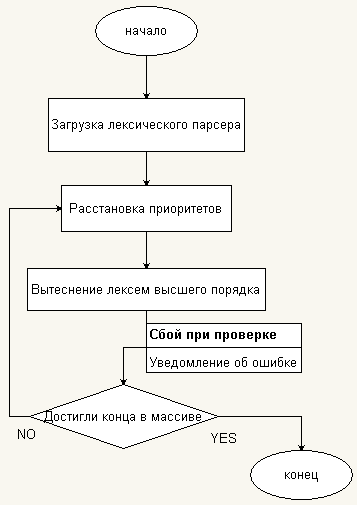 начало
Загрузка лексического парсера
Расстановка приоритетов
Вытеснение лексем высшего порядка
Сбой при проверке
Уведомление об ошибке
Достигли конца в массиве
NO
YES
конец